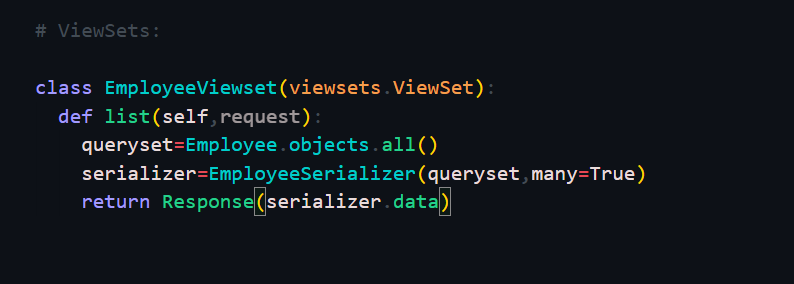 # ViewSets:
class EmployeeViewset(viewsets.ViewSet):
def list(self,request):
queryset=Employee.objects.all()
serializer=EmployeeSerializer(queryset,many=True)
return Response(serializer.data)